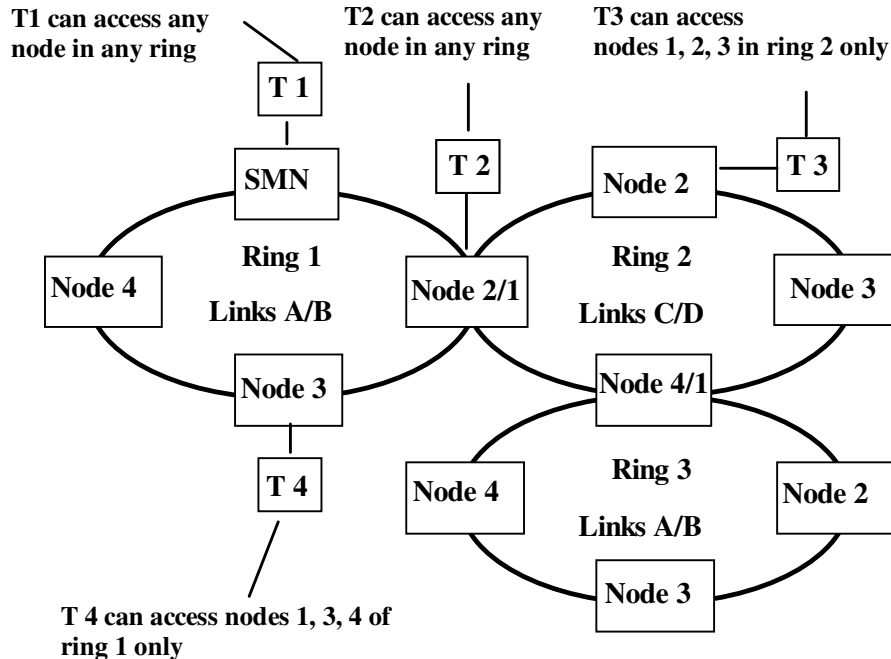 T1 can access any
node in any ring
T2 can access any
node in any ring
T3 can access
nodes 1, 2, 3 in ring 2 only
T 1
SMN
T 2
Node 2
T 3
Ring 1
Ring 2
Node 4
Node 2/1
Node 3
Links A/B
Links C/D
Node 3
Node 4/1
T 4
Ring 3
Node 4
Node 2
Links A/B
Node 3
T 4 can access nodes 1, 3, 4 of
ring 1 only